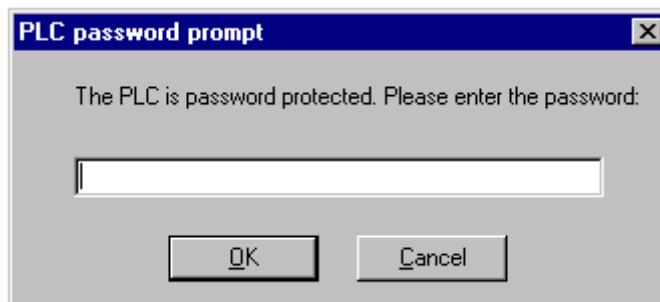 PLC password prompt
The PLC is password protected. Please enter the password:
OK
Cancel